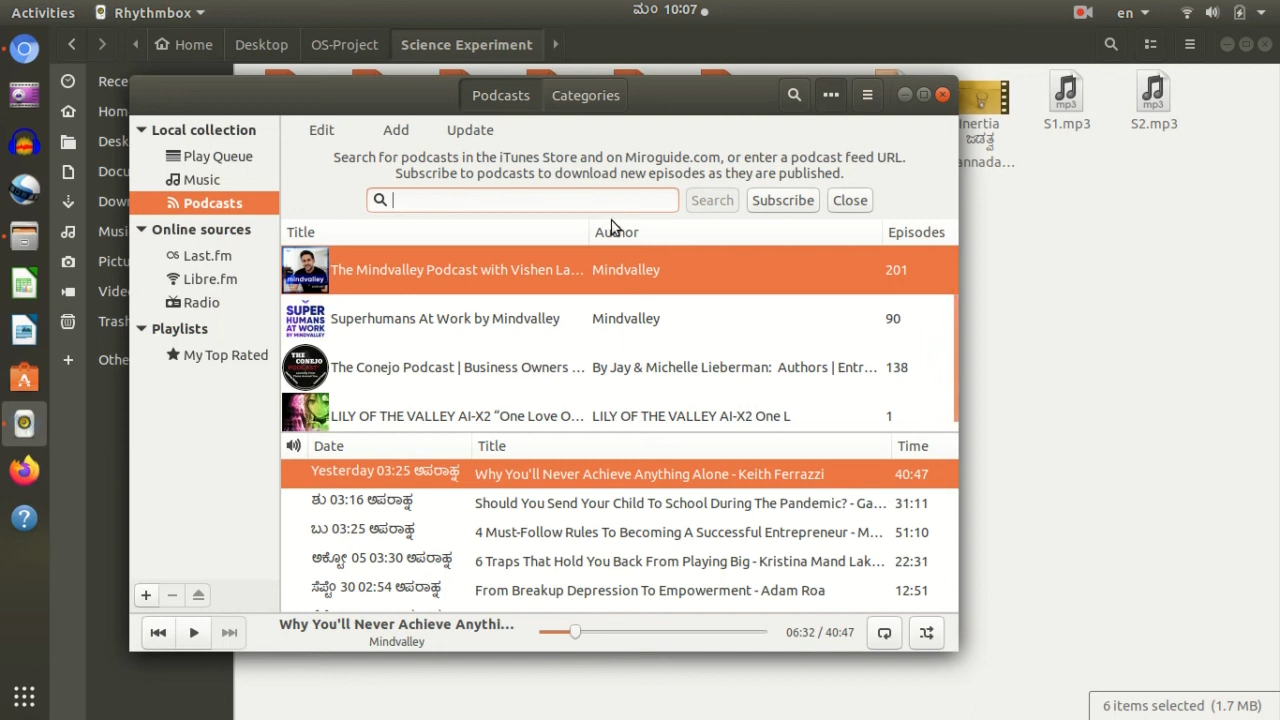 Activities Rhythmbox ಮಂ 10:07 en
Home Desktop OS-Project Science Experiment
Rece
Hom
Desk
Docu
Dow
Musi
Pictu
Video
Trash
Othe
Podcasts Categories
Local collection
Play Queue
Music
Podcasts
Online sources
Last.fm
Libre.fm
Radio
Playlists
My Top Rated
Edit Add Update
Search for podcasts in the iTunes Store and on Miroguide.com, or enter a podcast feed URL.
Subscribe to podcasts to download new episodes as they are published.
Search Subscribe Close
Title Author Episodes
The Mindvalley Podcast with Vishen La... Mindvalley 201
Superhumans At Work by Mindvalley Mindvalley 90
The Conejo Podcast | Business Owners ... By Jay & Michelle Lieberman: Authors | Entr... 138
LILY OF THE VALLEY AI-X2 “One Love O... LILY OF THE VALLEY AI-X2 One L 1
Date Title Time
Yesterday 03:25 ಅಪರಾಹ್ನ Why You'll Never Achieve Anything Alone - Keith Ferrazzi 40:47
ಶು 03:16 ಅಪರಾಹ್ನ Should You Send Your Child To School During The Pandemic? - Ga... 31:11
ಬು 03:25 ಅಪರಾಹ್ನ 4 Must-Follow Rules To Becoming A Successful Entrepreneur - M... 51:10
ಅಕ್ಟೋ 05 03:30 ಅಪರಾಹ್ನ 6 Traps That Hold You Back From Playing Big - Kristina Mand Lak... 22:31
ಸೆಪ್ಟೆಂ 30 02:54 ಅಪರಾಹ್ನ From Breakup Depression To Empowerment - Adam Roa 12:51
Why You'll Never Achieve Anythi...
Mindvalley
06:32 / 40:47
Inertia
ಜಡತ್ವ
annada...
S1.mp3
S2.mp3
6 items selected (1.7 MB)